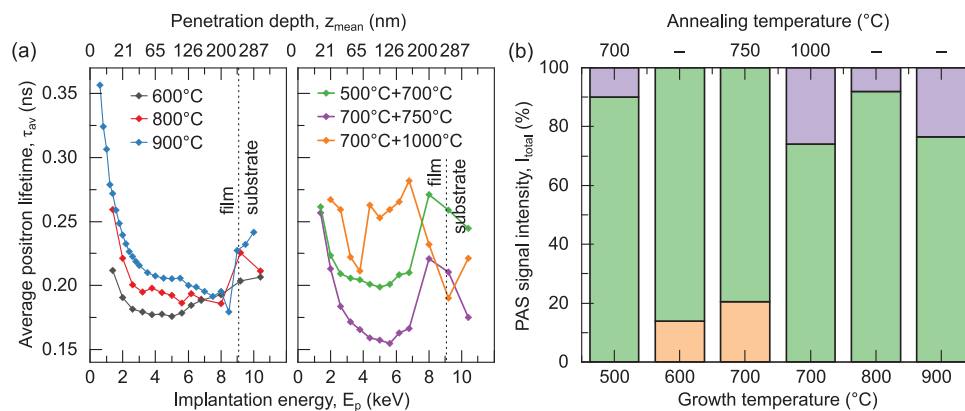 Penetration depth, z_mean (nm)
(a)
0 21 65 126 200 287
0 21 65 126 200 287
Average positron lifetime, τ_av (ns)
0.35
0.30
0.25
0.20
0.15
600°C
800°C
900°C
film
substrate
500°C+700°C
700°C+750°C
700°C+1000°C
film
substrate
0 2 4 6 8 10
0 2 4 6 8 10
Implantation energy, E_p (keV)
(b)
Annealing temperature (°C)
700 – 750 1000 – –
PAS signal intensity, I_total (%)
100
80
60
40
20
0
500 600 700 700 800 900
Growth temperature (°C)